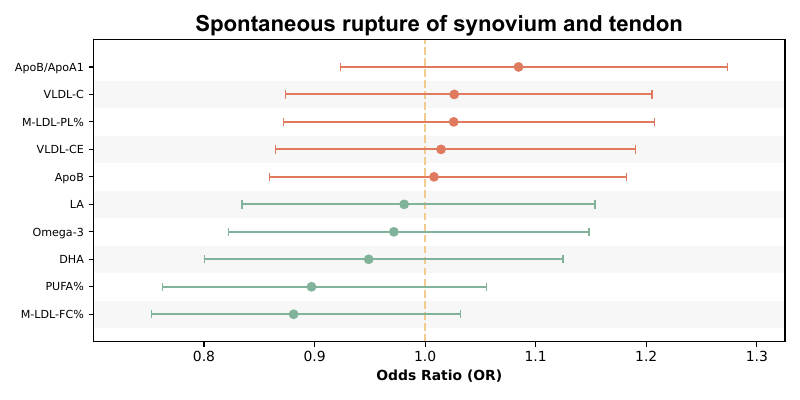 Spontaneous rupture of synovium and tendon
ApoB/ApoA1
VLDL-C
M-LDL-PL%
VLDL-CE
ApoB
LA
Omega-3
DHA
PUFA%
M-LDL-FC%
0.8 0.9 1.0 1.1 1.2 1.3
Odds Ratio (OR)